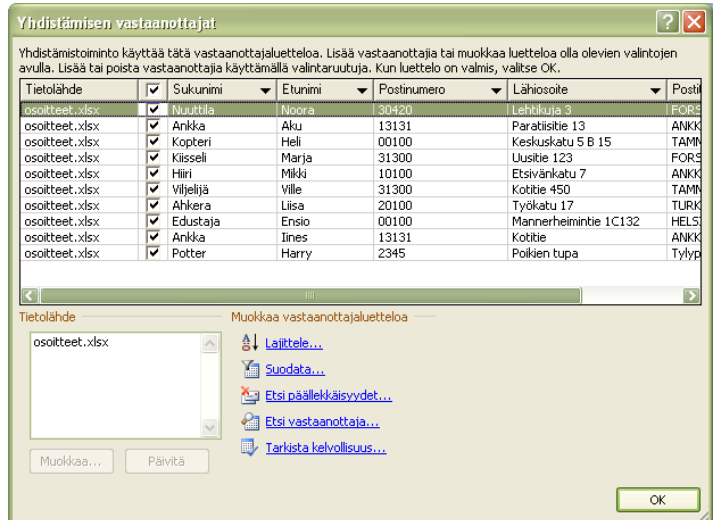 Yhdistämisen vastaanottajat
Yhdistämistoiminto käyttää tätä vastaanottajaluetteloa. Lisää vastaanottajia tai muokkaa luetteloa olla olevien valintojen
avulla. Lisää tai poista vastaanottajia käyttämällä valintaruutuja. Kun luettelo on valmis, valitse OK.
Tietolähde Sukunimi Etunimi Postinumero Lähiosoite Postil
osoitteet.xlsx Nuuttila Noora 30420 Lehtikuja 3 FORS
osoitteet.xlsx Ankka Aku 13131 Paratiisitie 13 ANKK
osoitteet.xlsx Kopteri Heli 00100 Keskuskatu 5 B 15 TAMM
osoitteet.xlsx Kiisseli Marja 31300 Uusitie 123 FORS
osoitteet.xlsx Hiiri Mikki 10100 Etsivänkatu 7 ANKK
osoitteet.xlsx Viljelijä Ville 31300 Kotitie 450 TAMM
osoitteet.xlsx Ahkera Liisa 20100 Työkatu 17 TURK
osoitteet.xlsx Edustaja Ensio 00100 Mannerheimintie 1C132 HELS
osoitteet.xlsx Ankka Iines 13131 Kotitie ANKK
osoitteet.xlsx Potter Harry 2345 Poikien tupa Tylyp
Tietolähde Muokkaa vastaanottajaluetteloa
osoitteet.xlsx
Lajittele...
Suodata...
Etsi päällekkäisyydet...
Etsi vastaanottaja...
Tarkista kelvollisuus...
Muokkaa... Päivitä
OK